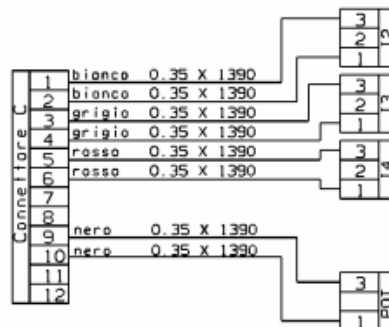 Connettore C
1 bianco 0.35 X 1390
2 bianco 0.35 X 1390
3 grigio 0.35 X 1390
4 grigio 0.35 X 1390
5 rosso 0.35 X 1390
6 rosso 0.35 X 1390
7
8
9 nero 0.35 X 1390
10 nero 0.35 X 1390
11
12
3
2
1
3
2
1
I3
3
2
1
I4
3
1